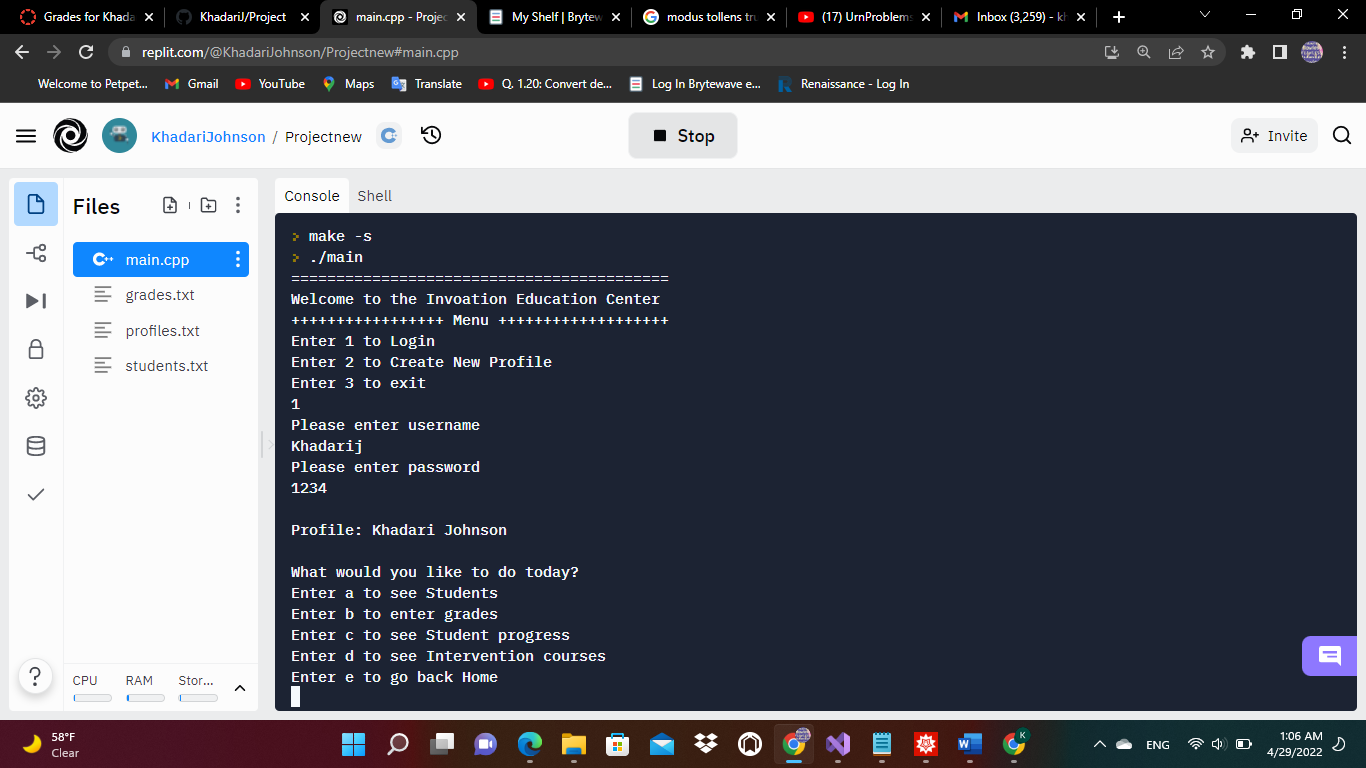 Grades for Khada
KhadariJ/Project
main.cpp - Projec
My Shelf | Brytew
modus tollens tru
(17) UrnProblems
Inbox (3,259) - kh
replit.com/@KhadariJohnson/Projectnew#main.cpp
Welcome to Petpet...
Gmail
YouTube
Maps
Translate
Q. 1.20: Convert de...
Log In Brytewave e...
Renaissance - Log In
KhadariJohnson / Projectnew
Stop
Invite
Files
main.cpp
grades.txt
profiles.txt
students.txt
CPU
RAM
Stor...
Console
Shell
> make -s
> ./main
==========================================
Welcome to the Invoation Education Center
+++++++++++++++++ Menu +++++++++++++++++++
Enter 1 to Login
Enter 2 to Create New Profile
Enter 3 to exit
1
Please enter username
Khadarij
Please enter password
1234
Profile: Khadari Johnson
What would you like to do today?
Enter a to see Students
Enter b to enter grades
Enter c to see Student progress
Enter d to see Intervention courses
Enter e to go back Home
58°F
Clear
ENG
1:06 AM
4/29/2022